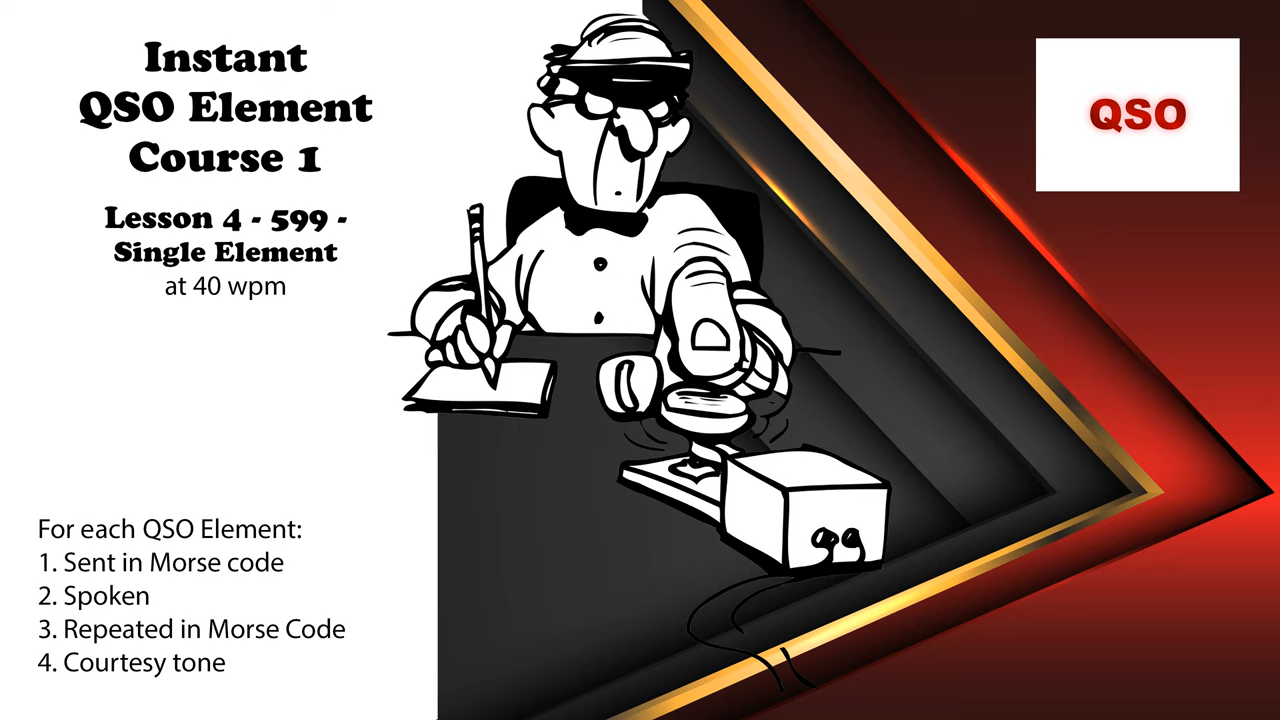 Instant
QSO Element
Course 1
Lesson 4 - 599 -
Single Element
at 40 wpm
QSO
For each QSO Element:
1. Sent in Morse code
2. Spoken
3. Repeated in Morse Code
4. Courtesy tone